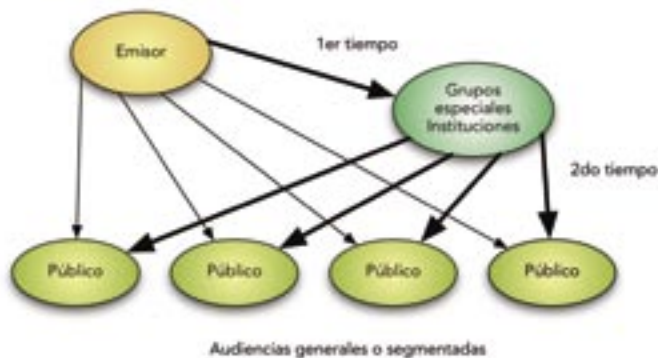 Emisor
1er tiempo
Grupos
especiales
Instituciones
2do tiempo
Público
Público
Público
Público
Audiencias generales o segmentadas